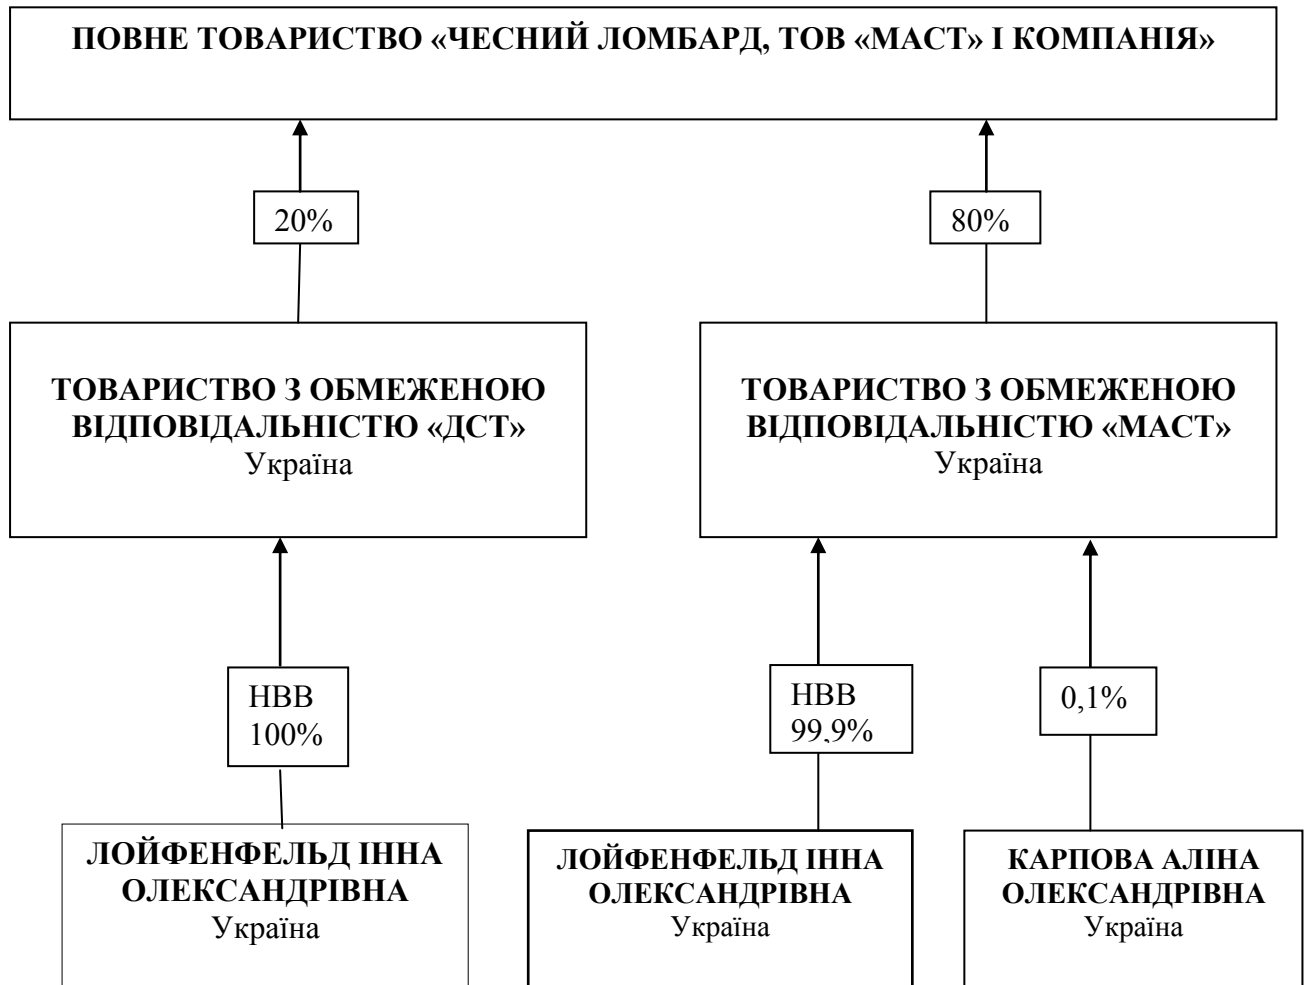 ПОВНЕ ТОВАРИСТВО «ЧЕСНИЙ ЛОМБАРД, ТОВ «МАСТ» І КОМПАНІЯ»
20%
80%
ТОВАРИСТВО З ОБМЕЖЕНОЮ
ВІДПОВІДАЛЬНІСТЮ «ДСТ»
Україна
ТОВАРИСТВО З ОБМЕЖЕНОЮ
ВІДПОВІДАЛЬНІСТЮ «МАСТ»
Україна
НВВ
100%
НВВ
99,9%
0,1%
ЛОЙФЕНФЕЛЬД ІННА
ОЛЕКСАНДРІВНА
Україна
ЛОЙФЕНФЕЛЬД ІННА
ОЛЕКСАНДРІВНА
Україна
КАРПОВА АЛІНА
ОЛЕКСАНДРІВНА
Україна